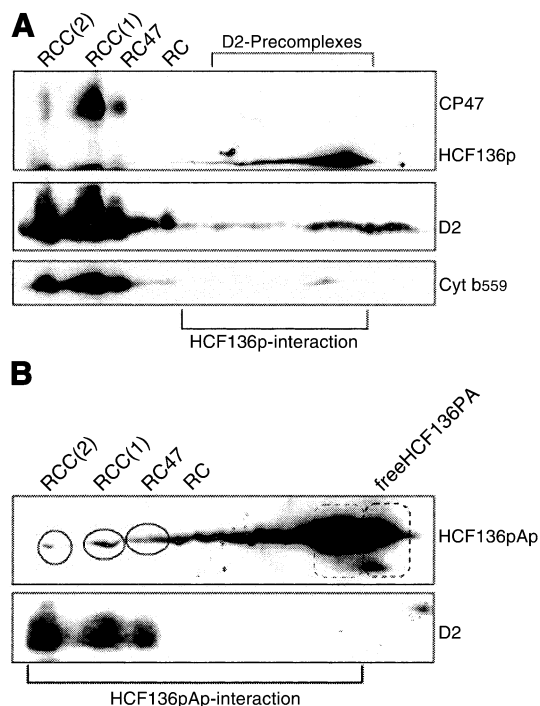 A
RCC(2) RCC(1) RC47 RC
D2-Precomplexes
CP47
HCF136p
D2
Cyt b559
HCF136p-interaction
B
RCC(2) RCC(1) RC47 RC freeHCF136PA
HCF136pAp
D2
HCF136pAp-interaction